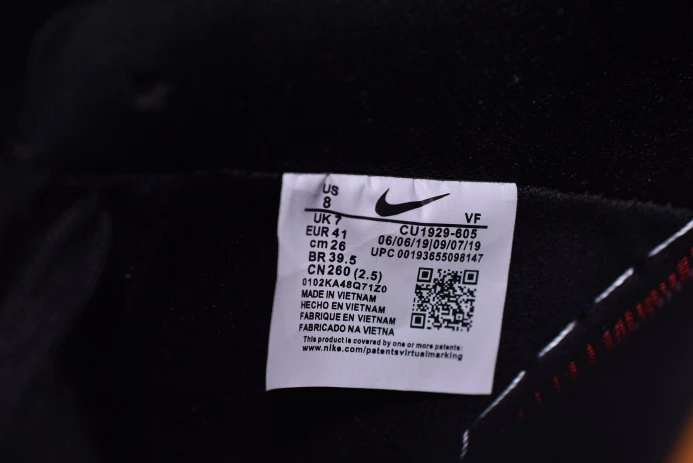 US
8
UK 7
VF
EUR 41
CU1929-605
cm 26
06/06/19|09/07/19
BR 39.5
UPC 00193655098147
CN 260 (2.5)
0102KA48Q71Z0
MADE IN VIETNAM
HECHO EN VIETNAM
FABRIQUE EN VIETNAM
FABRICADO NA VIETNA
This product is covered by one or more patents:
www.nike.com/patentsvirtualmarking